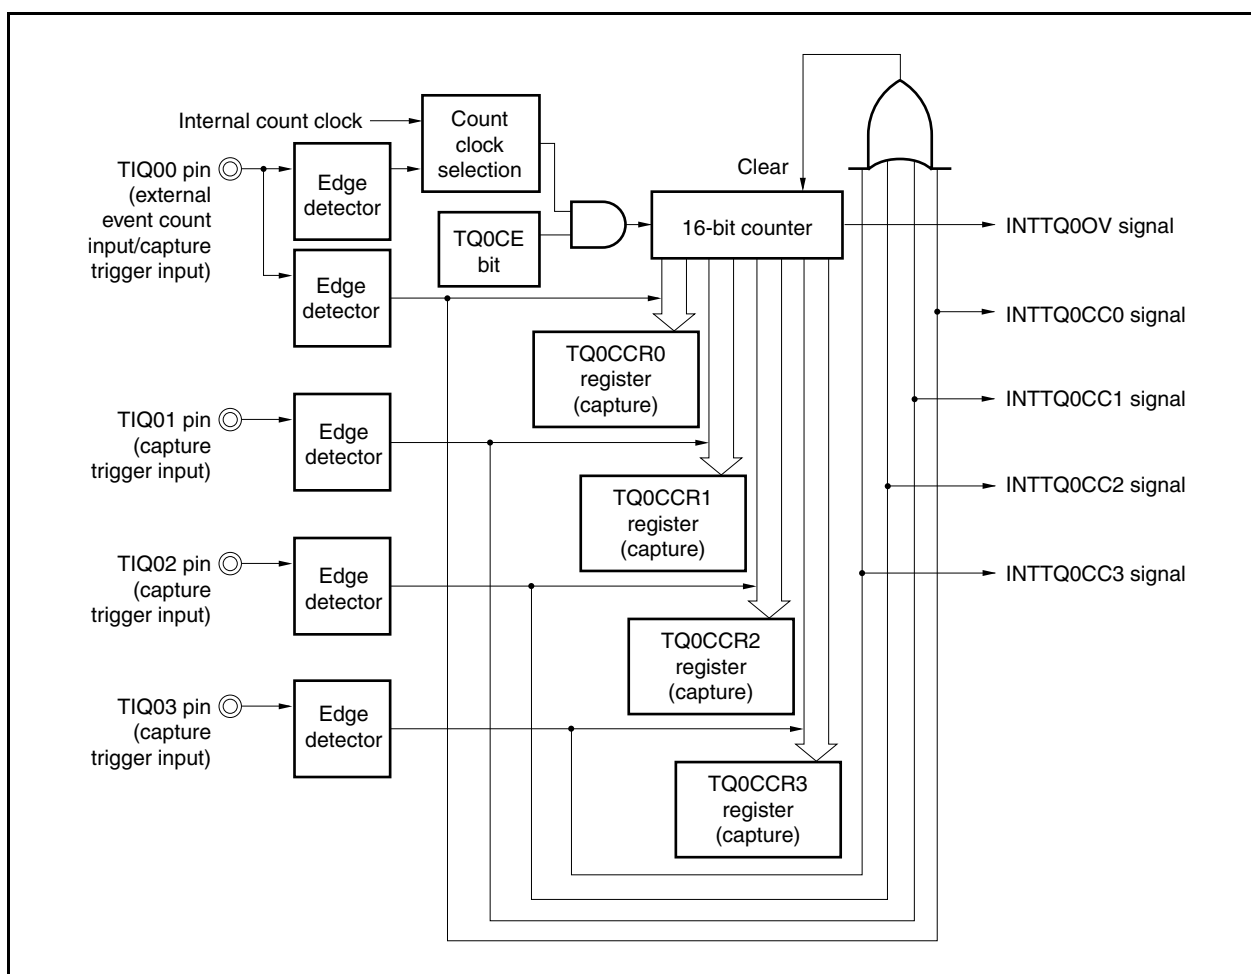 Internal count clock
Count
clock
selection
TIQ00 pin
(external
event count
input/capture
trigger input)
Edge
detector
Clear
TQ0CE
bit
16-bit counter
INTTQ0OV signal
Edge
detector
INTTQ0CC0 signal
TQ0CCR0
register
(capture)
TIQ01 pin
(capture
trigger input)
Edge
detector
INTTQ0CC1 signal
TQ0CCR1
register
(capture)
INTTQ0CC2 signal
TIQ02 pin
(capture
trigger input)
Edge
detector
INTTQ0CC3 signal
TQ0CCR2
register
(capture)
TIQ03 pin
(capture
trigger input)
Edge
detector
TQ0CCR3
register
(capture)